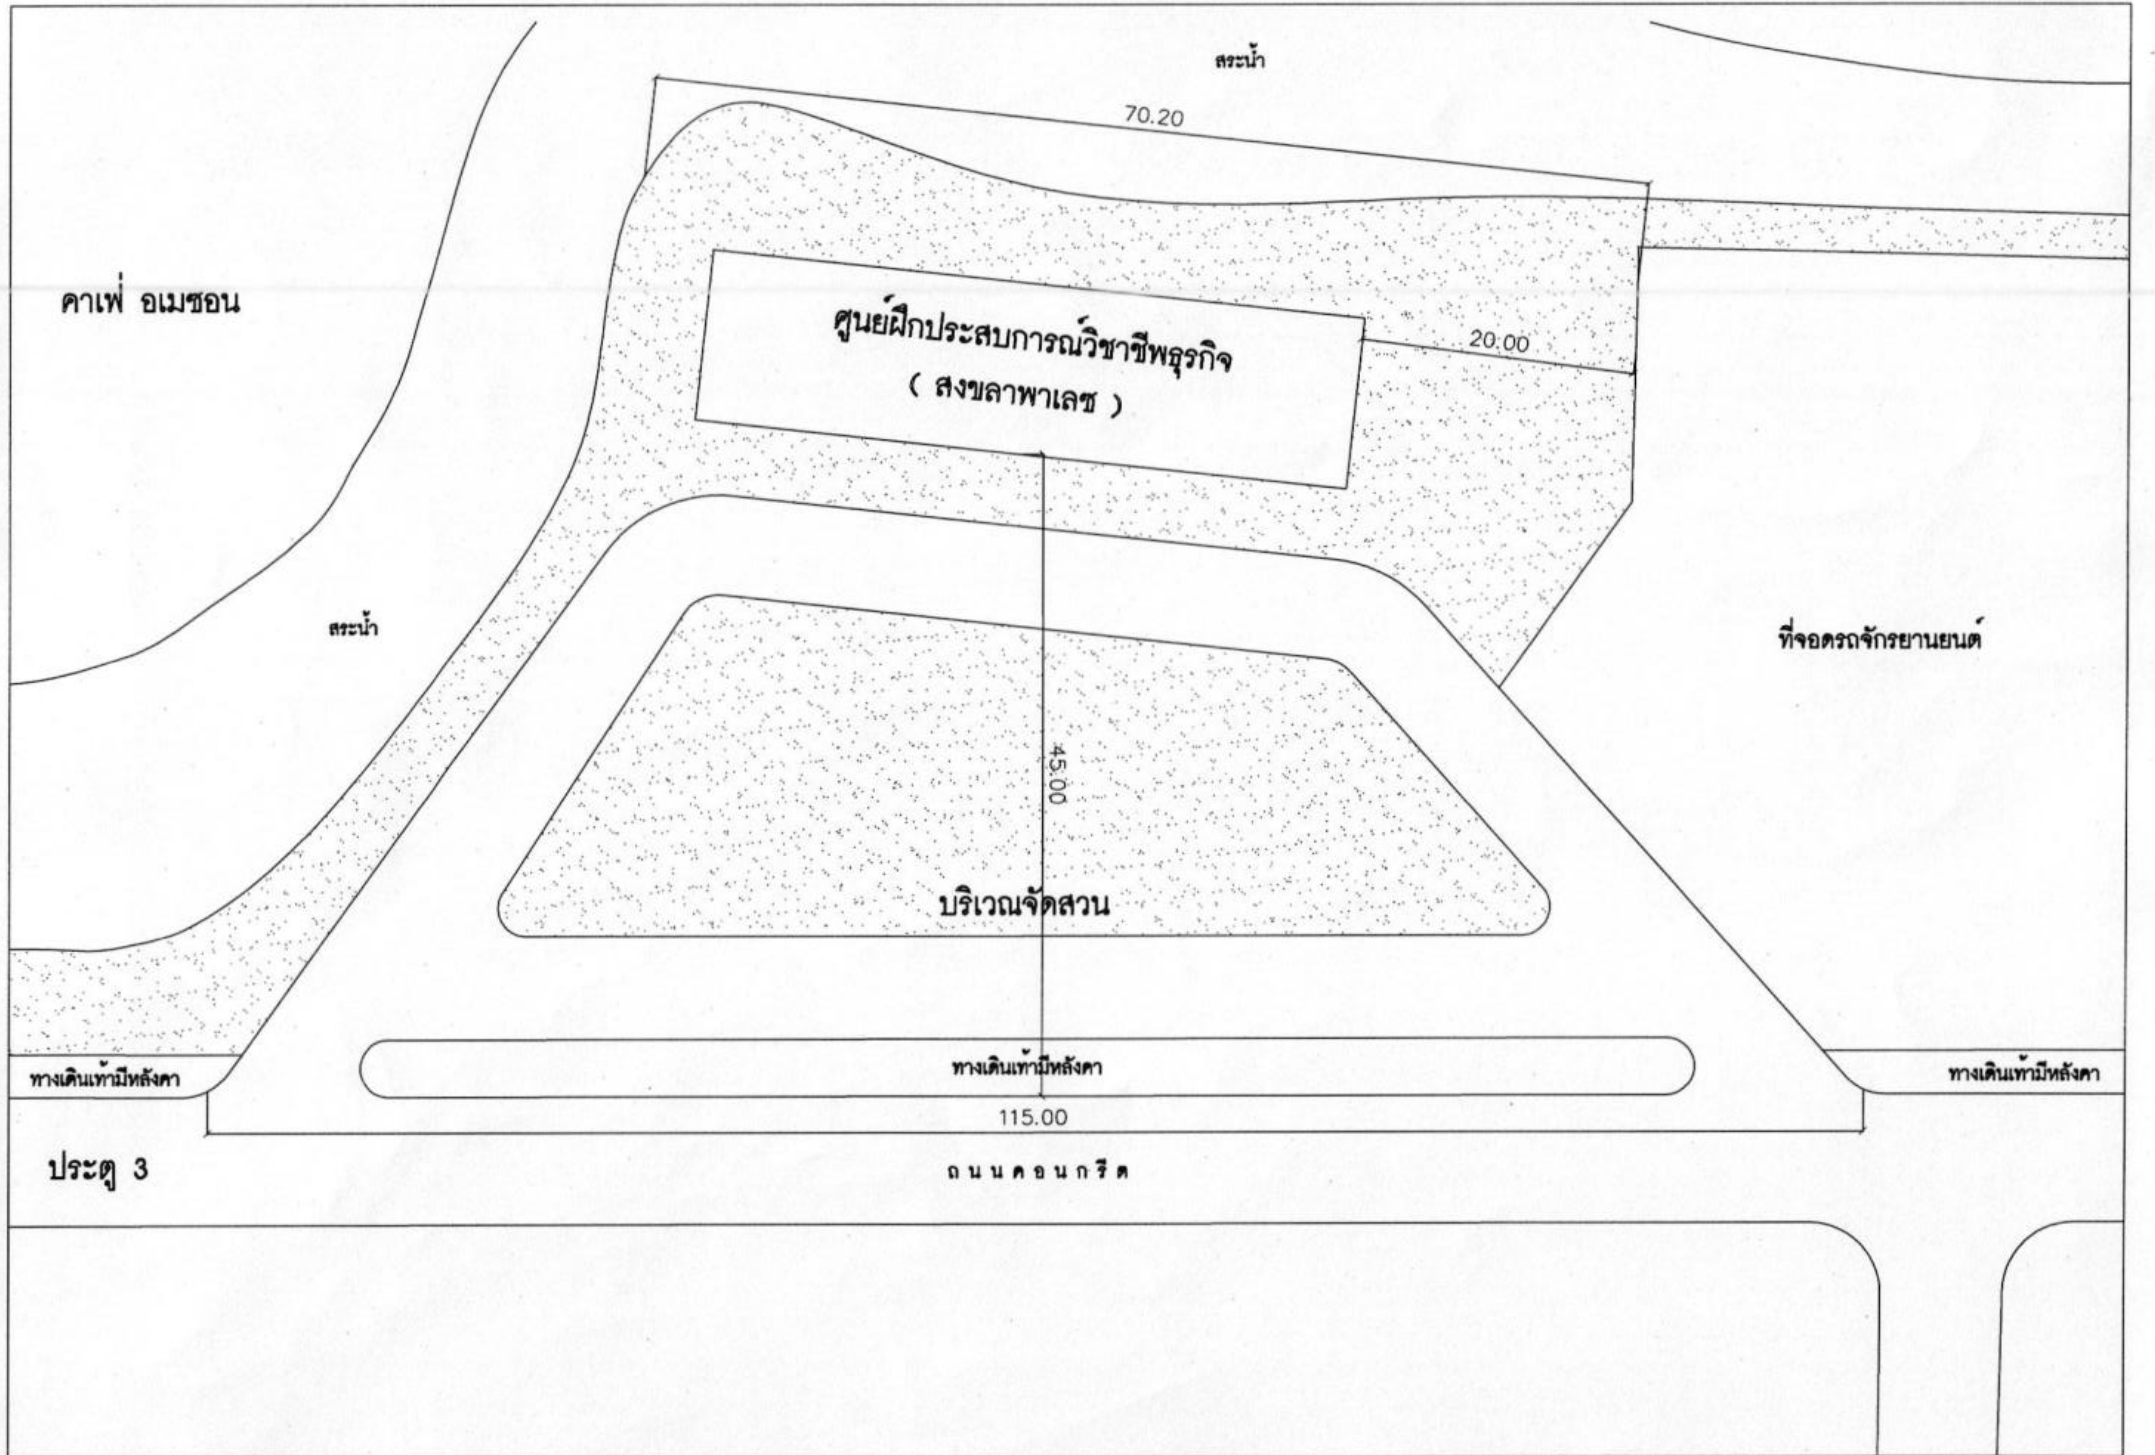 สระน้ำ
70.20
คาเฟ่ อเมซอน
ศูนย์ฝึกประสบการณ์วิชาชีพธุรกิจ
( สงขลาพาเลซ )
20.00
สระน้ำ
ที่จอดรถจักรยานยนต์
45.00
บริเวณจัดสวน
ทางเดินเท้ามีหลังคา
ทางเดินเท้ามีหลังคา
ทางเดินเท้ามีหลังคา
115.00
ประตู 3
ถนนคอนกรีต